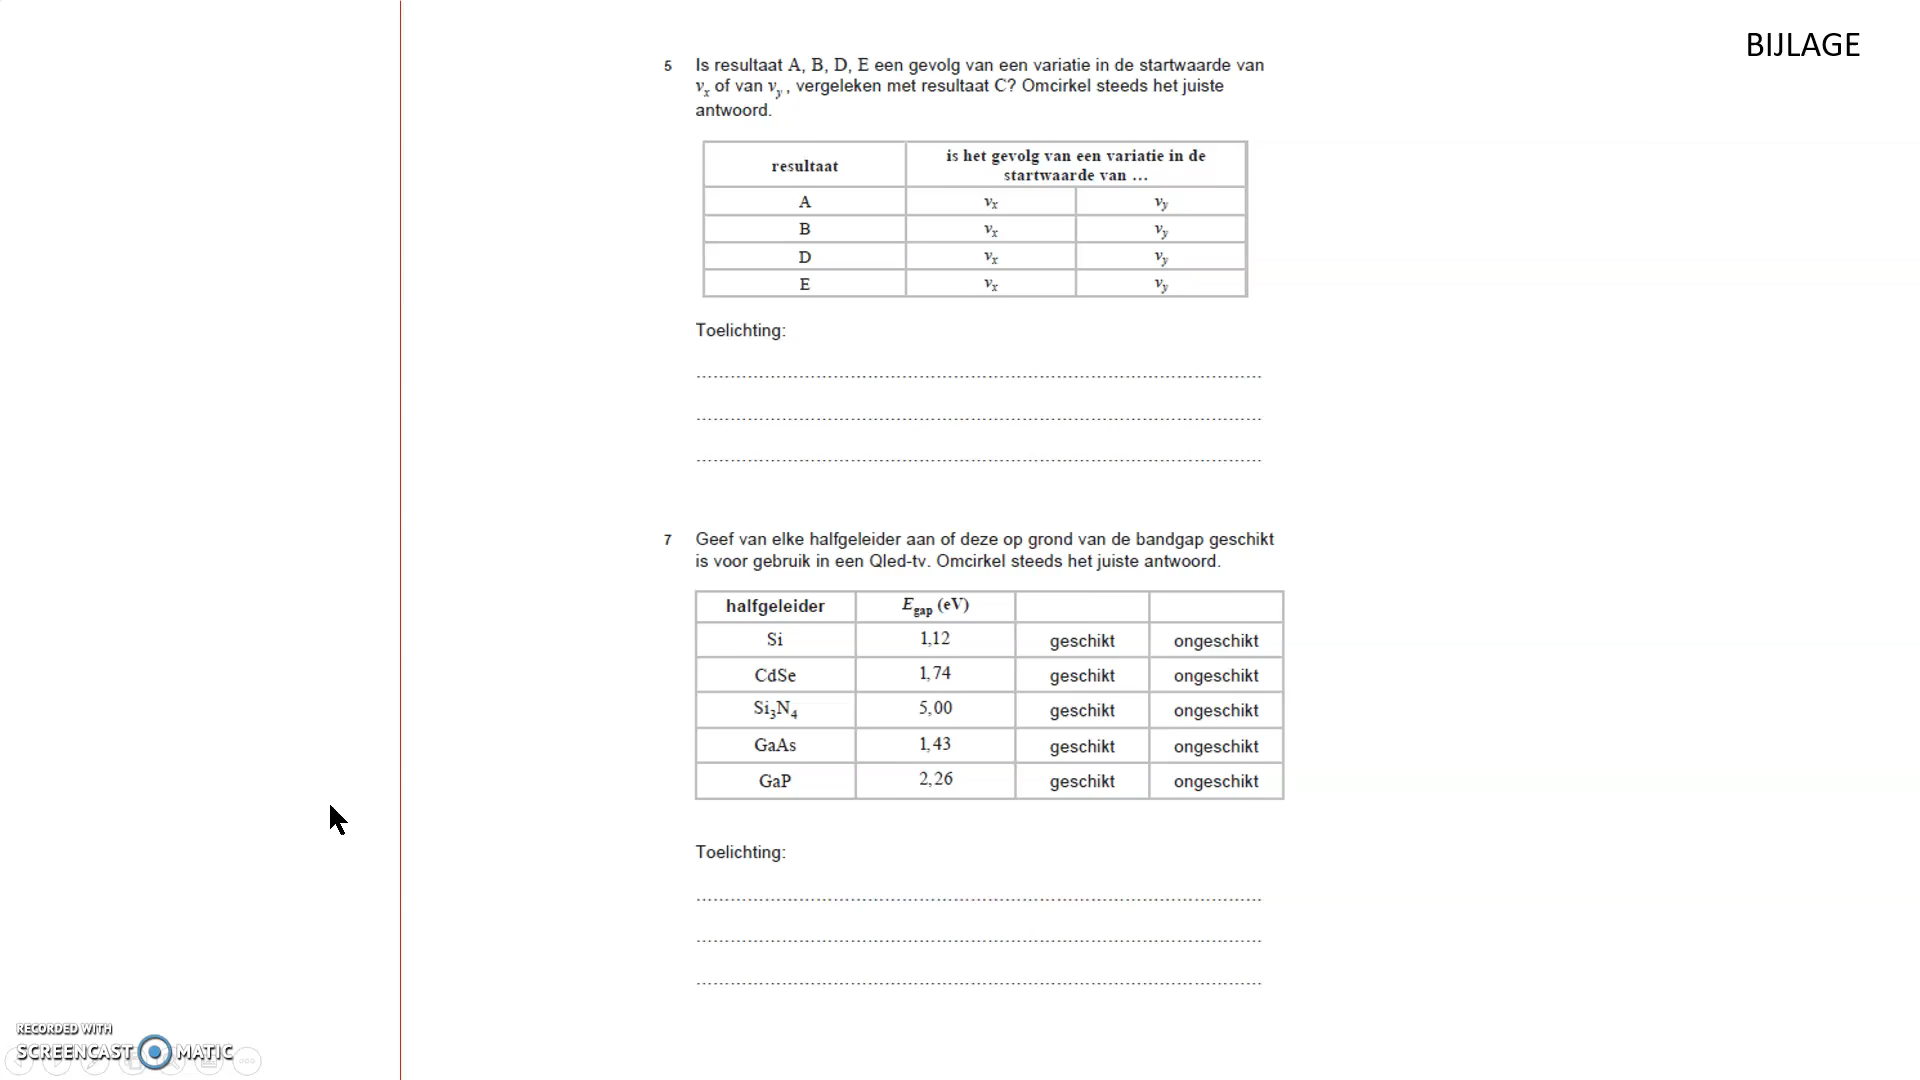 BIJLAGE
5 Is resultaat A, B, D, E een gevolg van een variatie in de startwaarde van
vx of van vy, vergeleken met resultaat C? Omcirkel steeds het juiste
antwoord.
resultaat is het gevolg van een variatie in de
startwaarde van …
A vx vy
B vx vy
D vx vy
E vx vy
Toelichting:
7 Geef van elke halfgeleider aan of deze op grond van de bandgap geschikt
is voor gebruik in een Qled-tv. Omcirkel steeds het juiste antwoord.
halfgeleider Egap (eV)
Si 1,12 geschikt ongeschikt
CdSe 1,74 geschikt ongeschikt
Si3N4 5,00 geschikt ongeschikt
GaAs 1,43 geschikt ongeschikt
GaP 2,26 geschikt ongeschikt
Toelichting:
RECORDED WITH
SCREENCAST MATIC